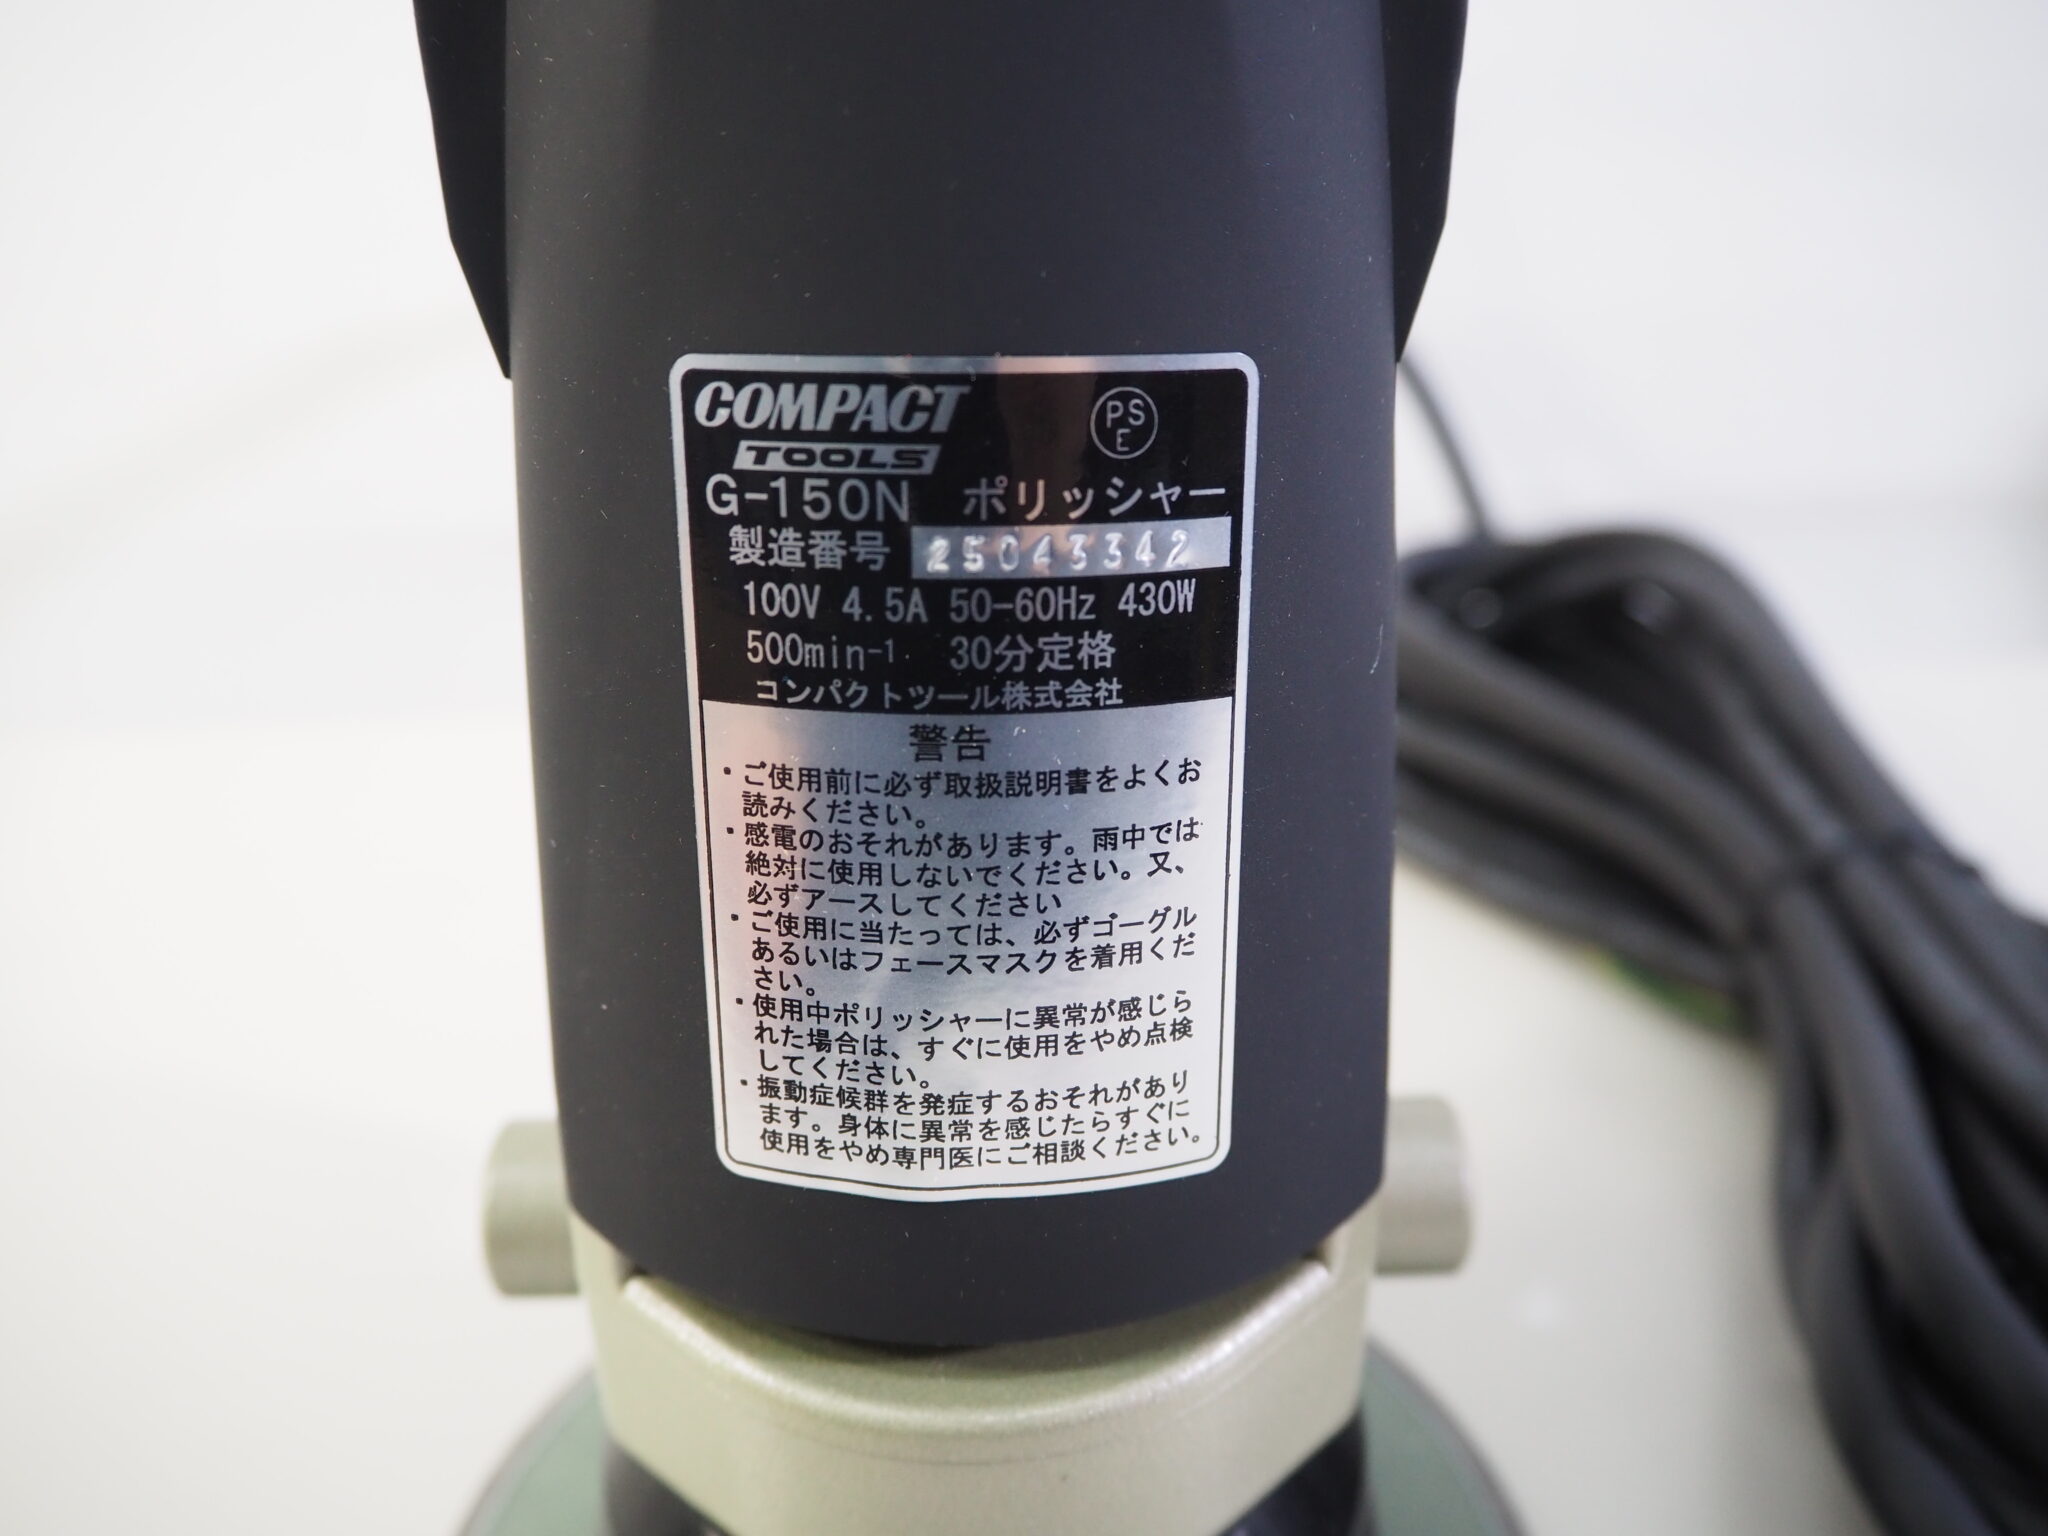 COMPACT
TOOLS
PS
E
G-150N ポリッシャー
製造番号 25043342
100V 4.5A 50-60Hz 430W
500min⁻¹ 30分定格
コンパクトツール株式会社
警告
・ご使用前に必ず取扱説明書をよくお
読みください。
・感電のおそれがあります。雨中では
絶対に使用しないでください。又、
必ずアースしてください
・ご使用に当たっては、必ずゴーグル
あるいはフェースマスクを着用くだ
さい。
・使用中ポリッシャーに異常が感じら
れた場合は、すぐに使用をやめ点検
してください。
・振動症候群を発症するおそれがあり
ます。身体に異常を感じたらすぐに
使用をやめ専門医にご相談ください。